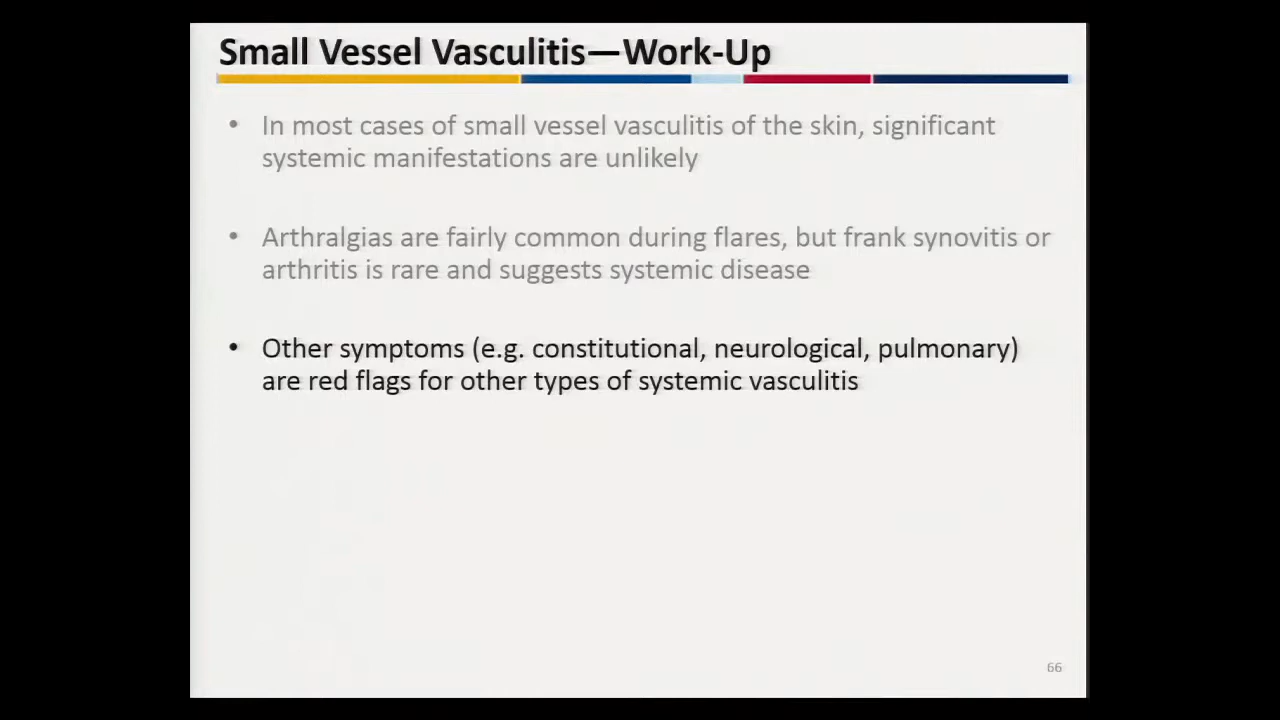 Small Vessel Vasculitis—Work-Up
• In most cases of small vessel vasculitis of the skin, significant
systemic manifestations are unlikely
• Arthralgias are fairly common during flares, but frank synovitis or
arthritis is rare and suggests systemic disease
• Other symptoms (e.g. constitutional, neurological, pulmonary)
are red flags for other types of systemic vasculitis
66